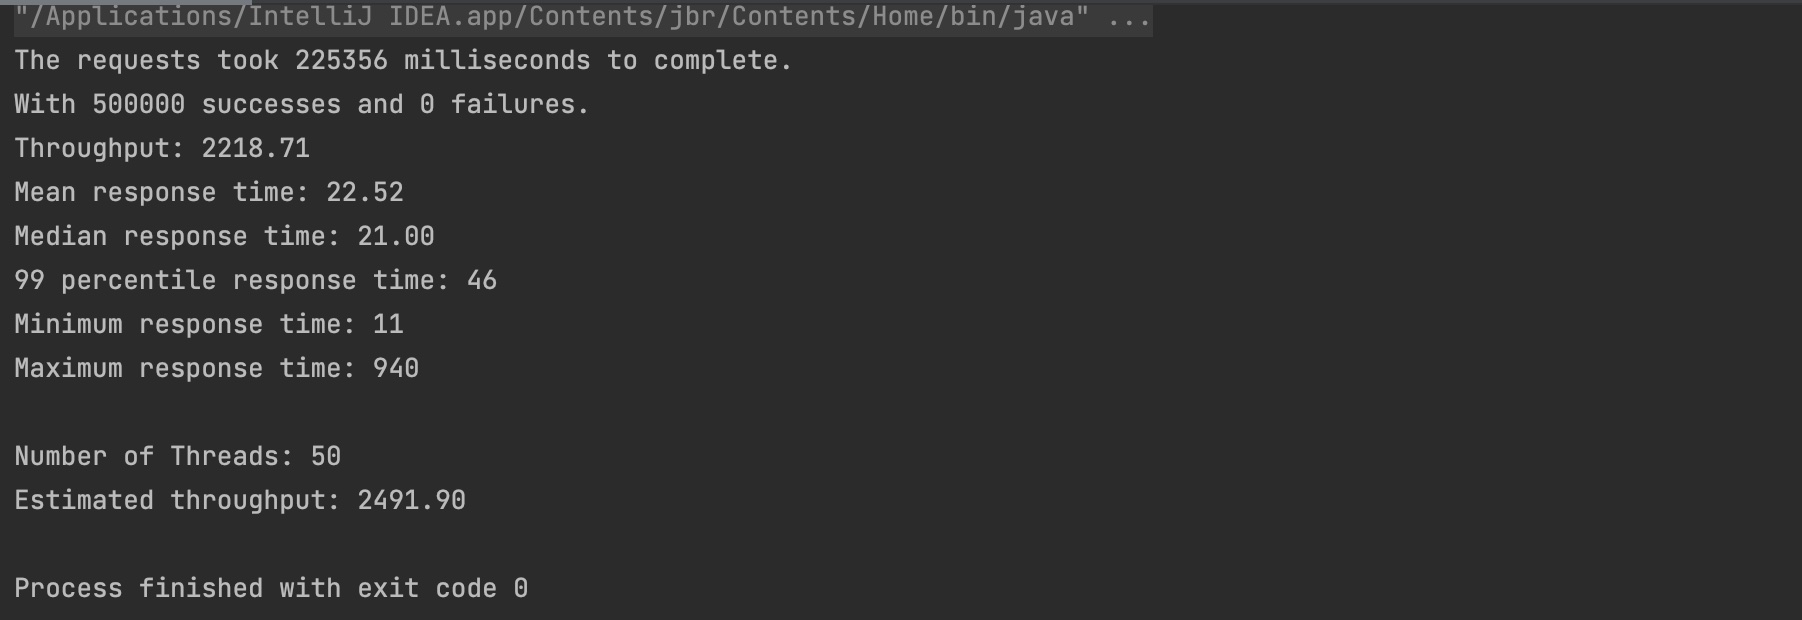 "/Applications/IntelliJ IDEA.app/Contents/jbr/Contents/Home/bin/java" ...
The requests took 225356 milliseconds to complete.
With 500000 successes and 0 failures.
Throughput: 2218.71
Mean response time: 22.52
Median response time: 21.00
99 percentile response time: 46
Minimum response time: 11
Maximum response time: 940
Number of Threads: 50
Estimated throughput: 2491.90
Process finished with exit code 0